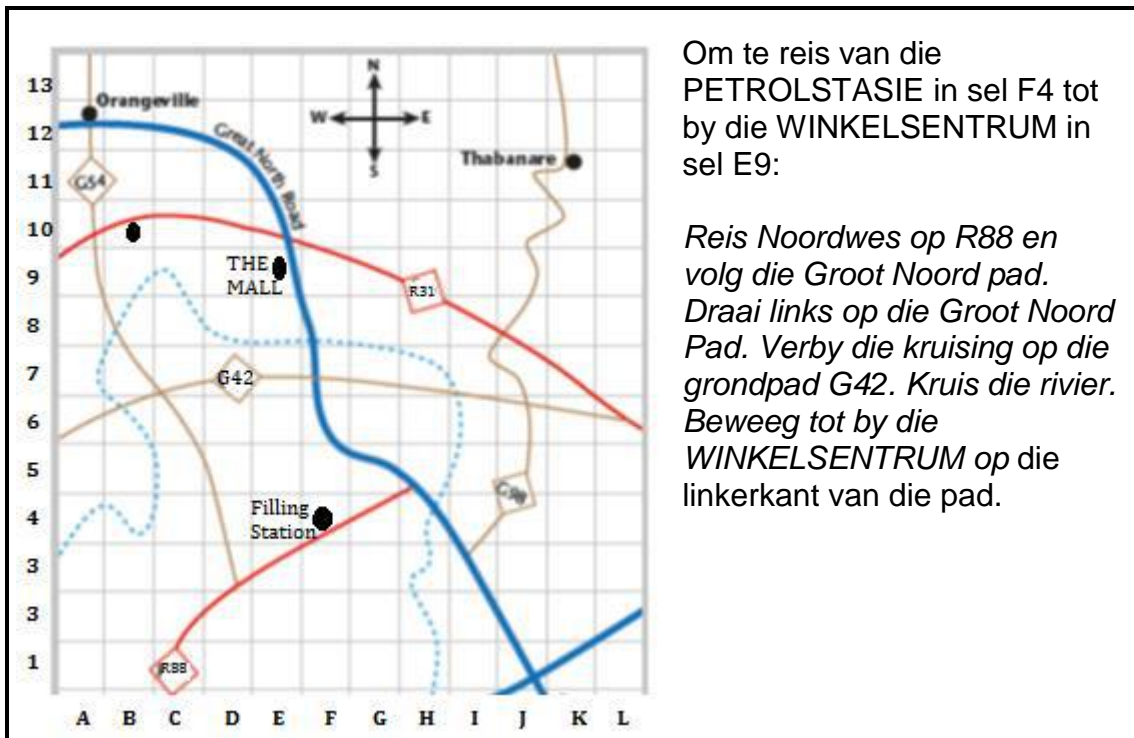 Om te reis van die
PETROLSTASIE in sel F4 tot
by die WINKELSENTRUM in
sel E9:
Reis Noordwes op R88 en
volg die Groot Noord pad.
Draai links op die Groot Noord
Pad. Verby die kruising op die
grondpad G42. Kruis die rivier.
Beweeg tot by die
WINKELSENTRUM op die
linkerkant van die pad.
13
12
11
10
9
8
7
6
5
4
3
3
1
A B C D E F G H I J K L
Orangeville
Great North Road
N
W E
S
Thabanare
G54
THE
MALL
R31
G42
G98
Filling
Station
R88